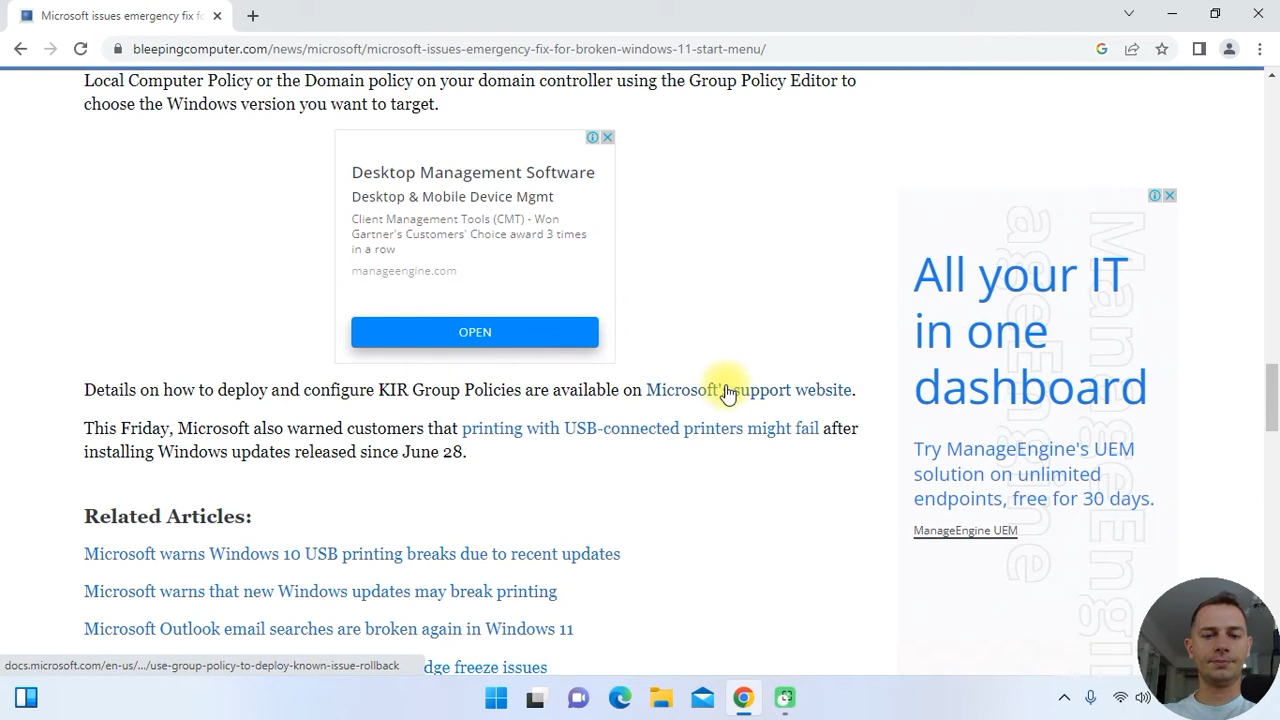 Microsoft issues emergency fix fo
bleepingcomputer.com/news/microsoft/microsoft-issues-emergency-fix-for-broken-windows-11-start-menu/
Local Computer Policy or the Domain policy on your domain controller using the Group Policy Editor to
choose the Windows version you want to target.
Desktop Management Software
Desktop & Mobile Device Mgmt
Client Management Tools (CMT) - Won
Gartner's Customers' Choice award 3 times
in a row
manageengine.com
OPEN
Details on how to deploy and configure KIR Group Policies are available on Microsoft's support website.
This Friday, Microsoft also warned customers that printing with USB-connected printers might fail after
installing Windows updates released since June 28.
Related Articles:
Microsoft warns Windows 10 USB printing breaks due to recent updates
Microsoft warns that new Windows updates may break printing
Microsoft Outlook email searches are broken again in Windows 11
dge freeze issues
docs.microsoft.com/en-us/.../use-group-policy-to-deploy-known-issue-rollback
ManageEngine
All your IT
in one
dashboard
Try ManageEngine's UEM
solution on unlimited
endpoints, free for 30 days.
ManageEngine UEM